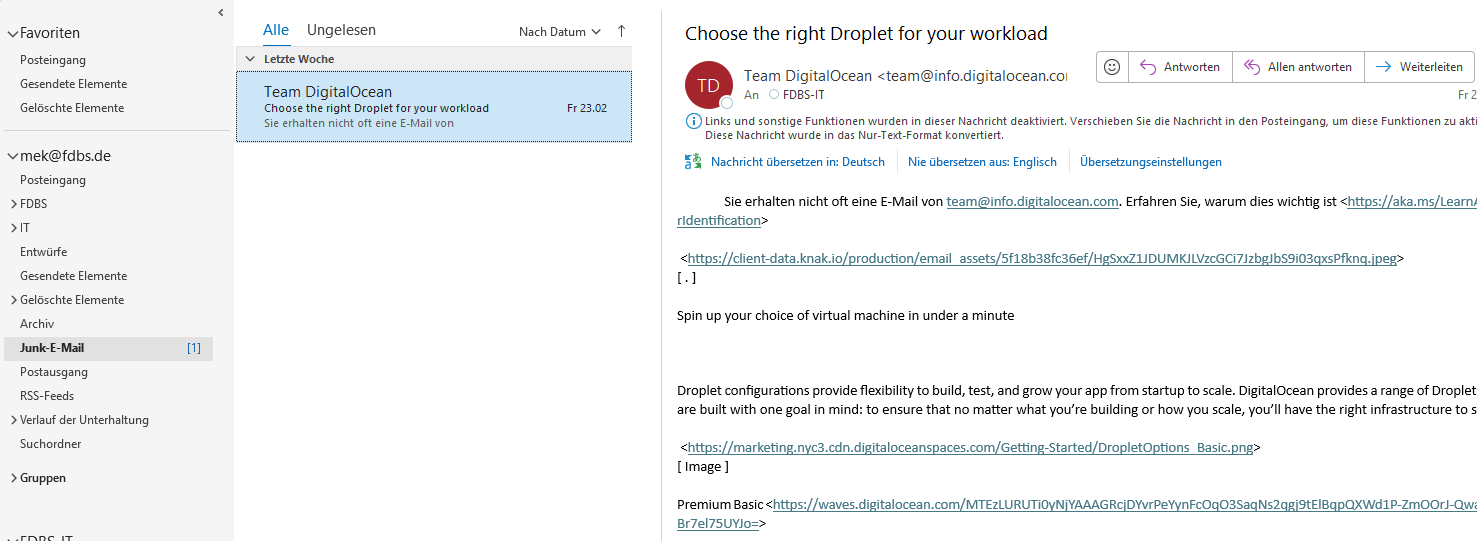 Favoriten
Posteingang
Gesendete Elemente
Gelöschte Elemente
mek@fdbs.de
Posteingang
FDBS
IT
Entwürfe
Gesendete Elemente
Gelöschte Elemente
Archiv
Junk-E-Mail [1]
Postausgang
RSS-Feeds
Verlauf der Unterhaltung
Suchordner
Gruppen
Alle Ungelesen Nach Datum
Letzte Woche
Team DigitalOcean
Choose the right Droplet for your workload Fr 23.02
Sie erhalten nicht oft eine E-Mail von
Choose the right Droplet for your workload
TD
Team DigitalOcean <team@info.digitalocean.co
Antworten Allen antworten Weiterleiten
An FDBS-IT Fr 2
Links und sonstige Funktionen wurden in dieser Nachricht deaktiviert. Verschieben Sie die Nachricht in den Posteingang, um diese Funktionen zu akti
Diese Nachricht wurde in das Nur-Text-Format konvertiert.
Nachricht übersetzen in: Deutsch Nie übersetzen aus: Englisch Übersetzungseinstellungen
Sie erhalten nicht oft eine E-Mail von team@info.digitalocean.com. Erfahren Sie, warum dies wichtig ist <https://aka.ms/LearnA
rIdentification>
<https://client-data.knak.io/production/email_assets/5f18b38fc36ef/HgSxxZ1JDUMKJLVzcGCi7JzbgJbS9i03qxsPfknq.jpeg>
[ . ]
Spin up your choice of virtual machine in under a minute
Droplet configurations provide flexibility to build, test, and grow your app from startup to scale. DigitalOcean provides a range of Droplet
are built with one goal in mind: to ensure that no matter what you’re building or how you scale, you’ll have the right infrastructure to s
<https://marketing.nyc3.cdn.digitaloceanspaces.com/Getting-Started/DropletOptions_Basic.png>
[ Image ]
Premium Basic <https://waves.digitalocean.com/MTEzLURUTi0yNjYAAAGRcjDYvrPeYynFcOqO3SaqNs2qgj9tElBqpQXWd1P-ZmOOrJ-Qwa
Br7el75UYJo=>